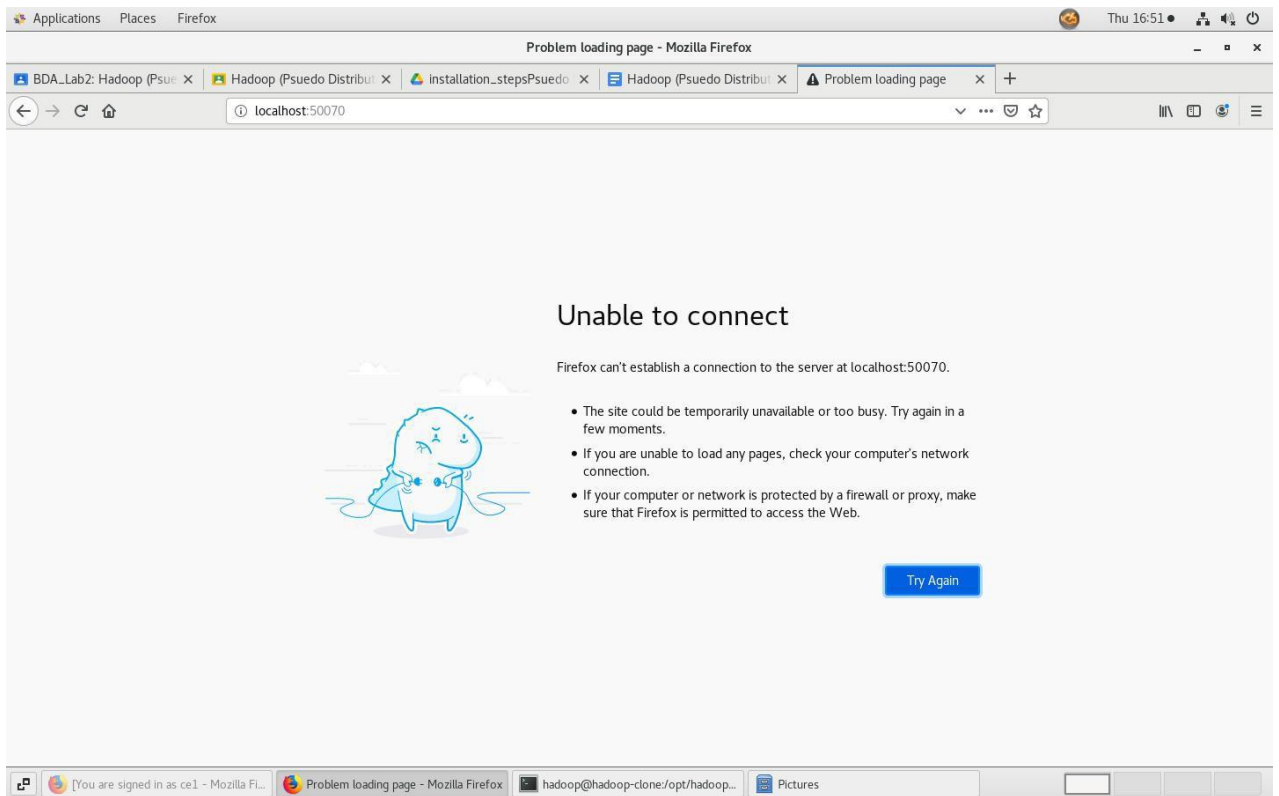 Applications Places Firefox Thu 16:51
Problem loading page - Mozilla Firefox
BDA_Lab2: Hadoop (Psue Hadoop (Psuedo Distribut installation_stepsPsuedo Hadoop (Psuedo Distribut Problem loading page
localhost:50070
Unable to connect
Firefox can't establish a connection to the server at localhost:50070.
• The site could be temporarily unavailable or too busy. Try again in a
few moments.
• If you are unable to load any pages, check your computer's network
connection.
• If your computer or network is protected by a firewall or proxy, make
sure that Firefox is permitted to access the Web.
Try Again
[You are signed in as ce1 - Mozilla Fi... Problem loading page - Mozilla Firefox hadoop@hadoop-clone:/opt/hadoop... Pictures